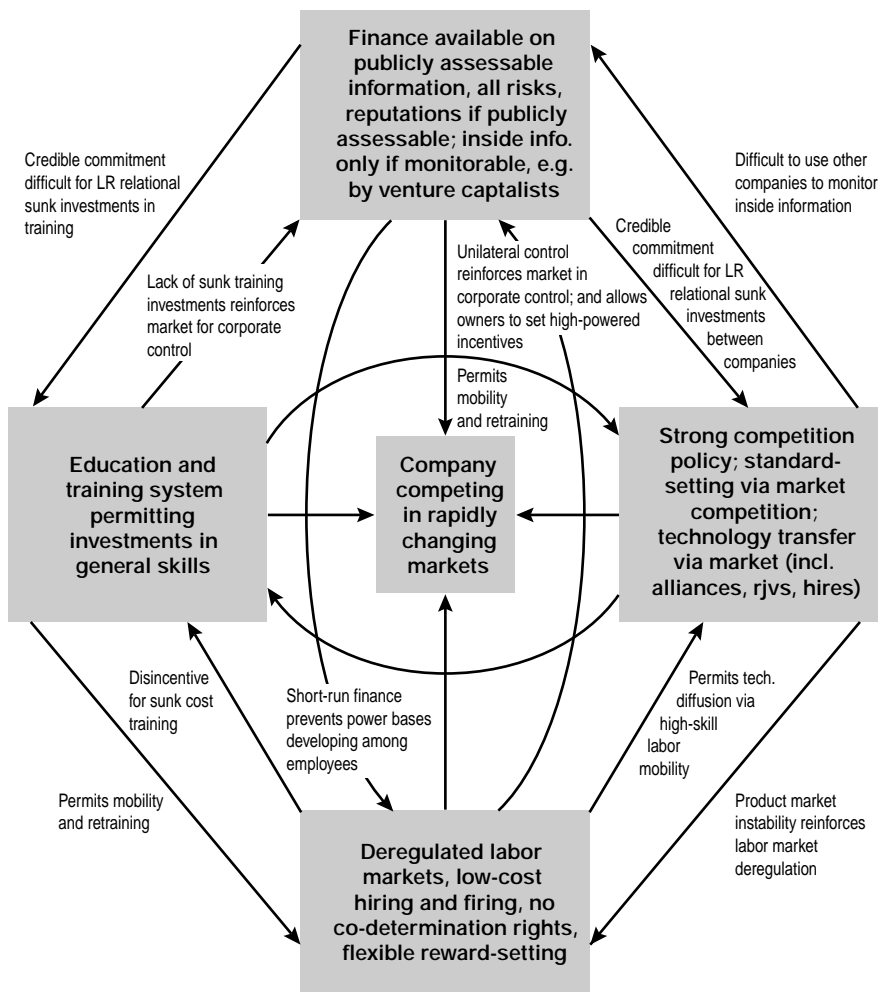 Finance available on
publicly assessable
information, all risks,
reputations if publicly
assessable; inside info.
only if monitorable, e.g.
by venture captalists
Credible commitment
difficult for LR relational
sunk investments in
training
Difficult to use other
companies to monitor
inside information
Lack of sunk training
investments reinforces
market for corporate
control
Unilateral control
reinforces market in
corporate control; and allows
owners to set high-powered
incentives
Credible
commitment
difficult for LR
relational sunk
investments
between
companies
Permits
mobility
and retraining
Education and
training system
permitting
investments in
general skills
Company
competing
in rapidly
changing
markets
Strong competition
policy; standard-
setting via market
competition;
technology transfer
via market (incl.
alliances, rjvs, hires)
Disincentive
for sunk cost
training
Short-run finance
prevents power bases
developing among
employees
Permits tech.
diffusion via
high-skill
labor
mobility
Permits mobility
and retraining
Product market
instability reinforces
labor market
deregulation
Deregulated labor
markets, low-cost
hiring and firing, no
co-determination rights,
flexible reward-setting